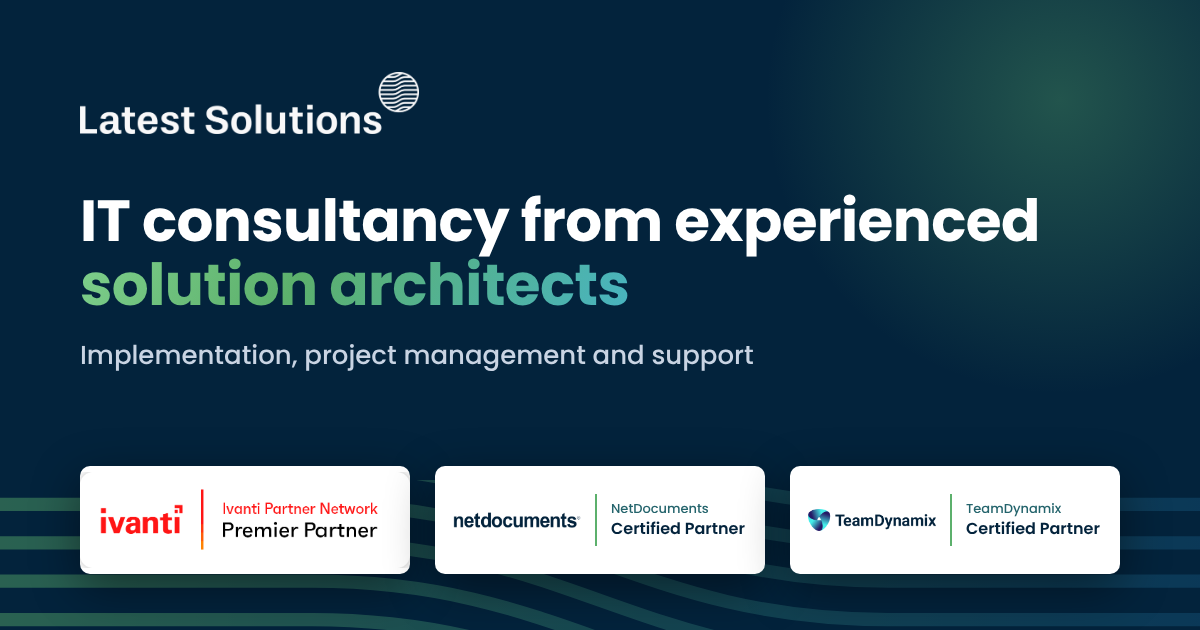 Latest Solutions
IT consultancy from experienced
solution architects
Implementation, project management and support
ivanti
Ivanti Partner Network
Premier Partner
netdocuments
NetDocuments
Certified Partner
TeamDynamix
TeamDynamix
Certified Partner